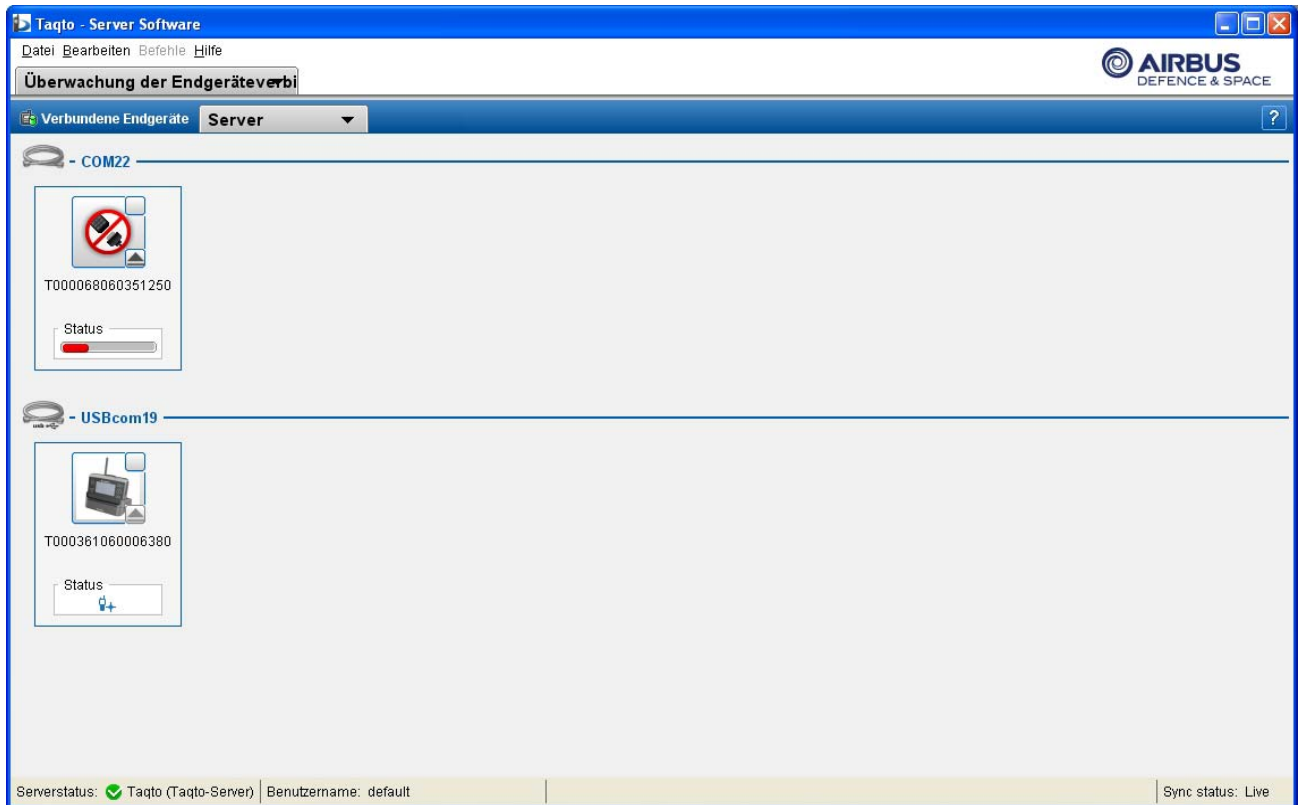 Taqto - Server Software
Datei Bearbeiten Befehle Hilfe
AIRBUS
DEFENCE & SPACE
Überwachung der Endgeräteverbi
Verbundene Endgeräte Server ?
- COM22
T000068060351250
Status
- USBcom19
T000361060006380
Status
Serverstatus: Taqto (Taqto-Server) Benutzername: default Sync status: Live